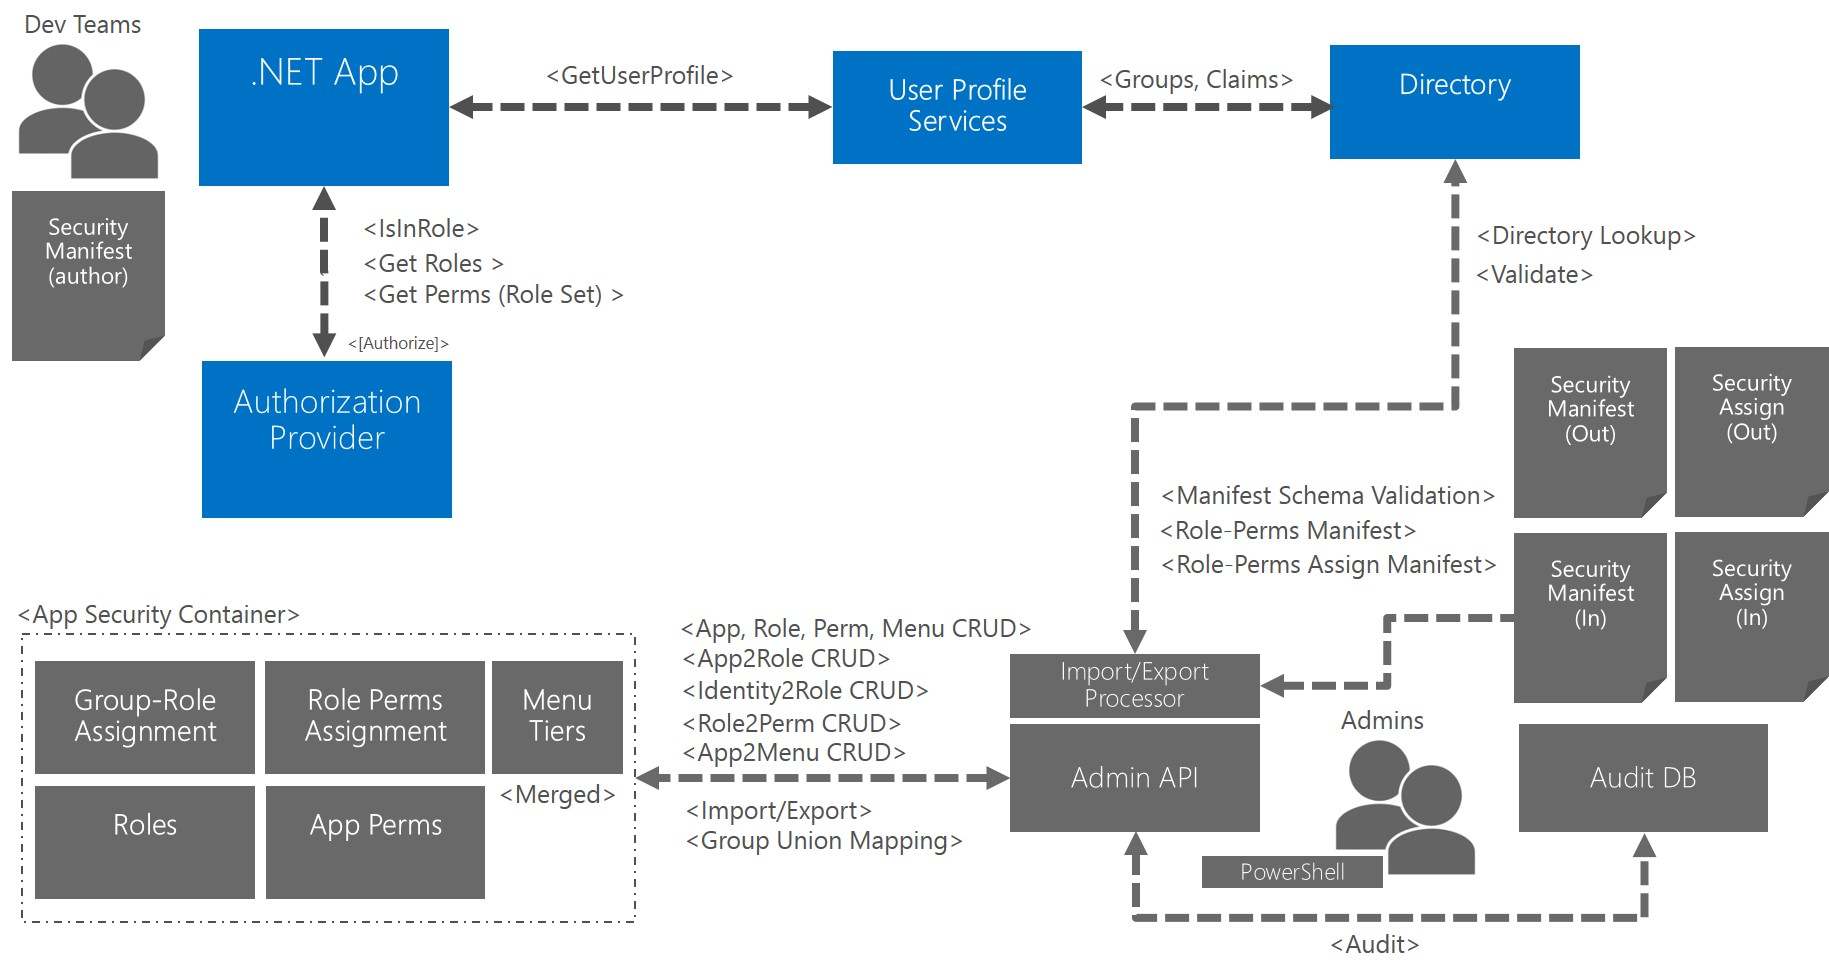 Dev Teams
.NET App
<GetUserProfile>
User Profile
Services
<Groups, Claims>
Directory
Security
Manifest
(author)
<IsInRole>
<Get Roles >
<Get Perms (Role Set) >
<[Authorize]>
Authorization
Provider
<Directory Lookup>
<Validate>
Security
Manifest
(Out)
Security
Assign
(Out)
<Manifest Schema Validation>
<Role-Perms Manifest>
<Role-Perms Assign Manifest>
Security
Manifest
(In)
Security
Assign
(In)
<App Security Container>
Group-Role
Assignment
Role Perms
Assignment
Menu
Tiers
Roles
App Perms
<Merged>
<App, Role, Perm, Menu CRUD>
<App2Role CRUD>
<Identity2Role CRUD>
<Role2Perm CRUD>
<App2Menu CRUD>
<Import/Export>
<Group Union Mapping>
Import/Export
Processor
Admin API
Admins
PowerShell
Audit DB
<Audit>